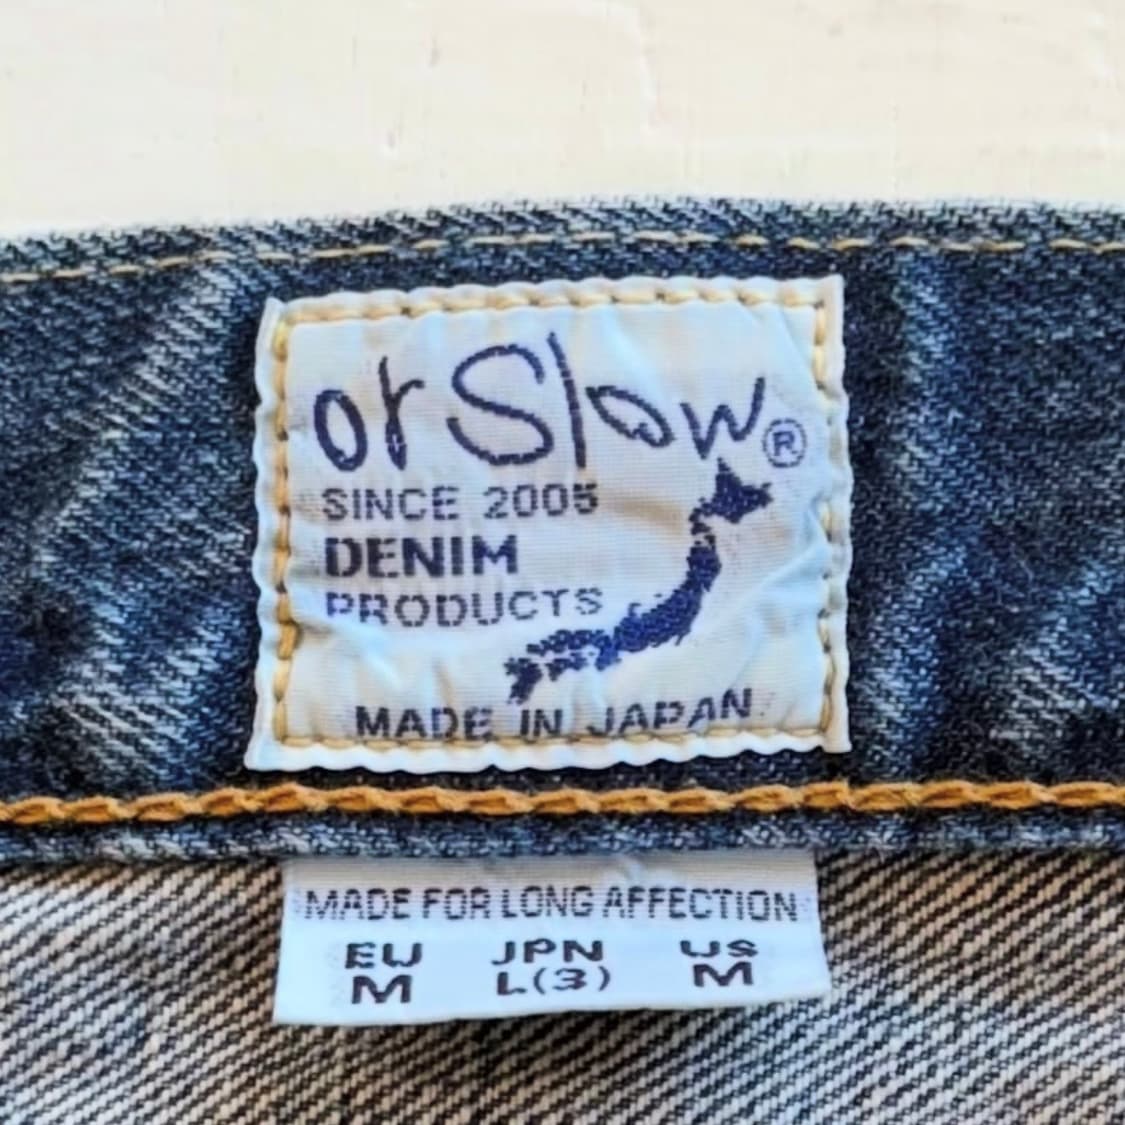 orSlow®
SINCE 2005
DENIM
PRODUCTS
MADE IN JAPAN
MADE FOR LONG AFFECTION
EU JPN US
M L(3) M